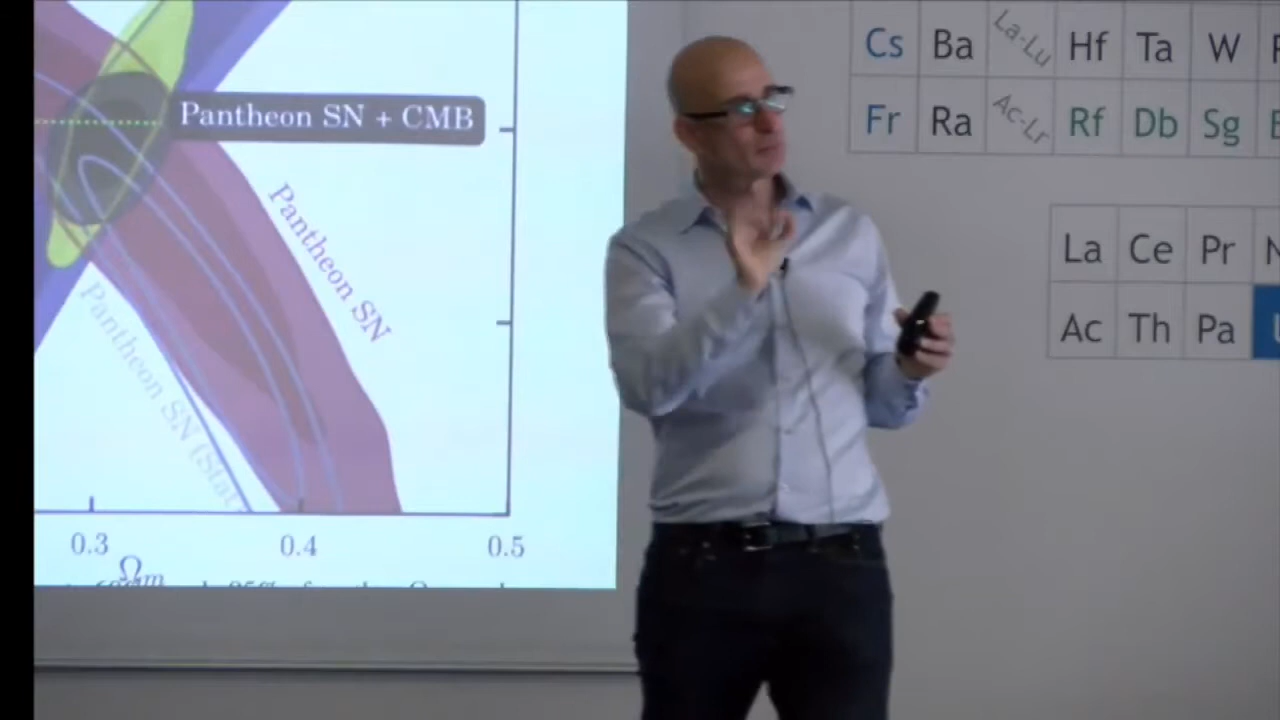 Pantheon SN + CMB
Pantheon SN
Pantheon SN (Stat
0.3
0.4
0.5
Ωm
Cs Ba La-Lu Hf Ta W
Fr Ra Ac-Lr Rf Db Sg
La Ce Pr
Ac Th Pa